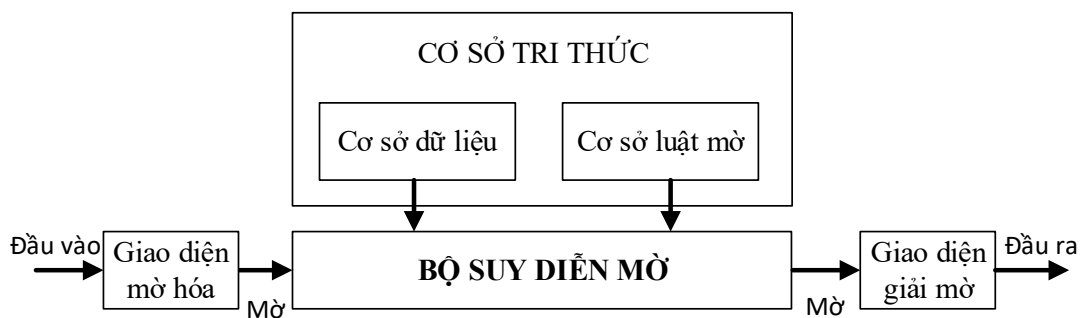 CƠ SỞ TRI THỨC
Cơ sở dữ liệu
Cơ sở luật mờ
Đầu vào
Giao diện
mờ hóa
Mờ
BỘ SUY DIỄN MỜ
Mờ
Giao diện
giải mờ
Đầu ra